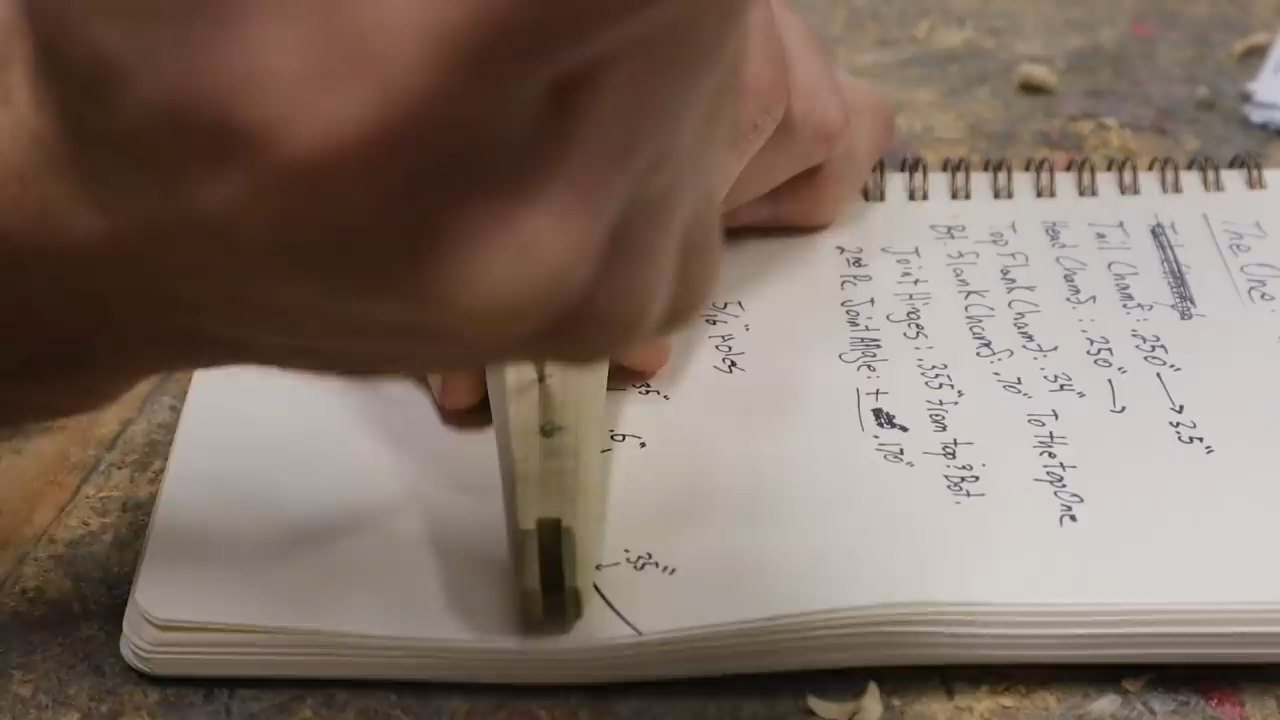 The One:
Tail Chamf.: .250" → 3.5"
Head Chamf.: .250" →
Top Flank Chamf: .34" To the top One
Bt. Flank Chamf. .70"
Joint Hinges: .355" from top & Bot.
2nd Pc. Joint Angle: + .170"
5/16" Holes
.35"
.6"
.35"